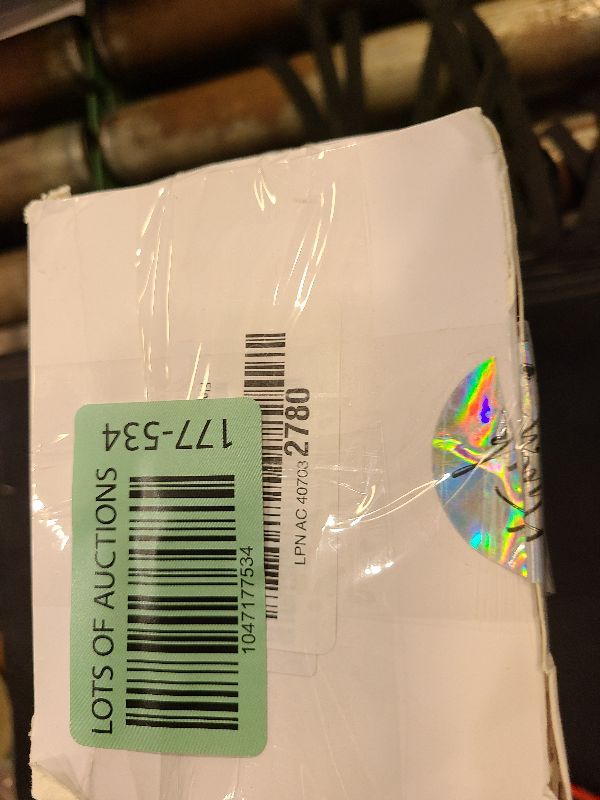 LOTS OF AUCTIONS
177-534
1047177534
LPN AC 40703 2780